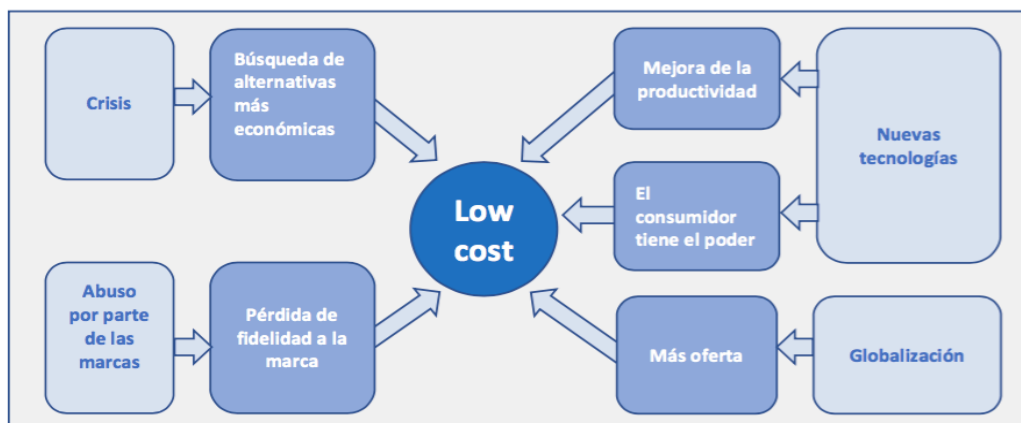 Crisis
Búsqueda de
alternativas
más
económicas
Abuso
por parte
de las
marcas
Pérdida de
fidelidad a la
marca
Low
cost
Mejora de la
productividad
El
consumidor
tiene el poder
Más oferta
Nuevas
tecnologías
Globalización